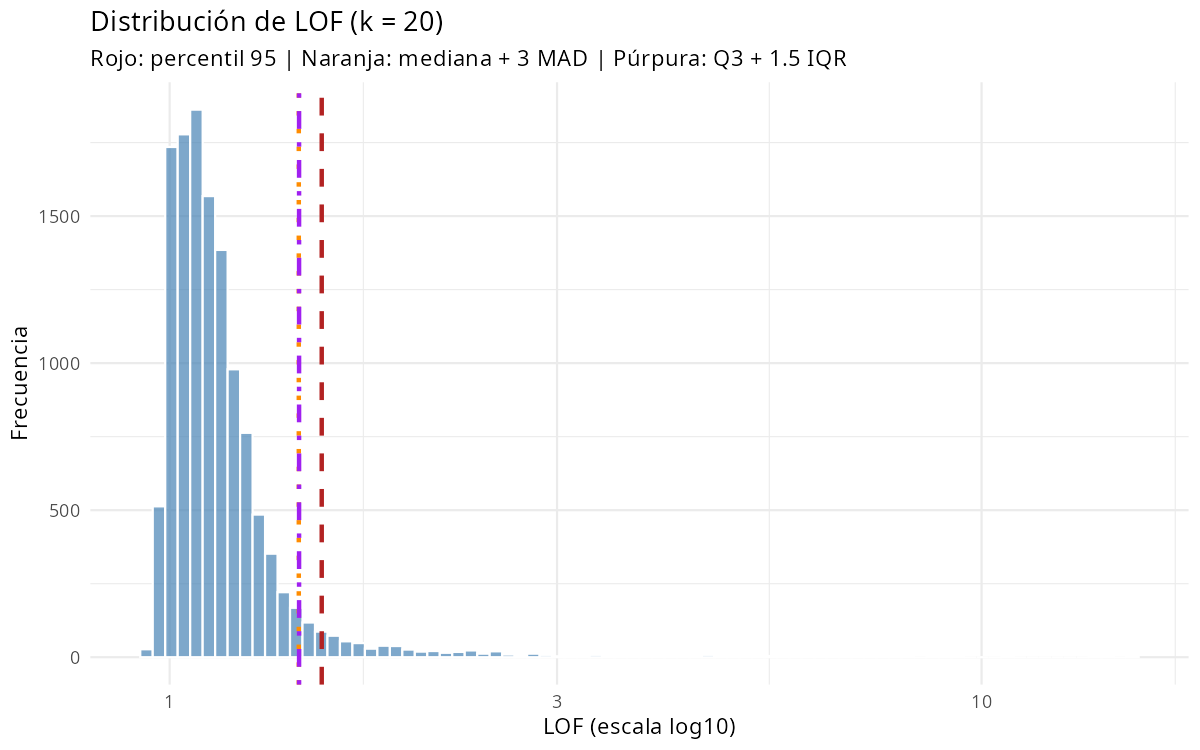 Distribución de LOF (k = 20)
Rojo: percentil 95 | Naranja: mediana + 3 MAD | Púrpura: Q3 + 1.5 IQR
Frecuencia
1500
1000
500
0
1
3
10
LOF (escala log10)